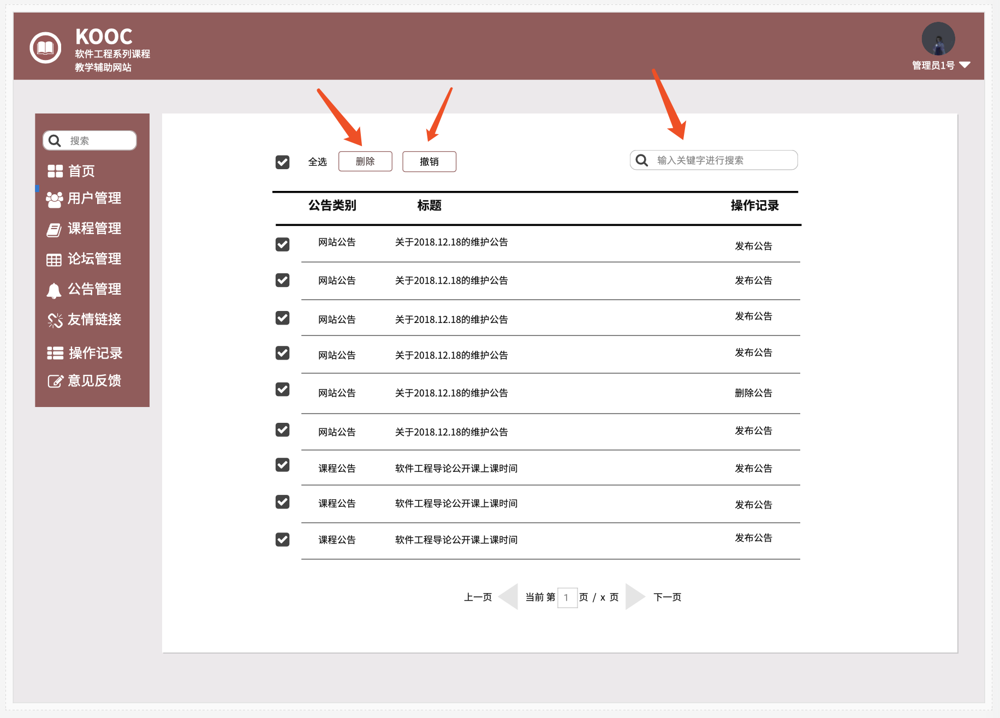 KOOC
软件工程系列课程
教学辅助网站
管理员1号
搜索
首页
用户管理
课程管理
论坛管理
公告管理
友情链接
操作记录
意见反馈
全选 删除 撤销 输入关键字进行搜索
公告类别 标题 操作记录
网站公告 关于2018.12.18的维护公告 发布公告
网站公告 关于2018.12.18的维护公告 发布公告
网站公告 关于2018.12.18的维护公告 发布公告
网站公告 关于2018.12.18的维护公告 发布公告
网站公告 关于2018.12.18的维护公告 删除公告
网站公告 关于2018.12.18的维护公告 发布公告
课程公告 软件工程导论公开课上课时间 发布公告
课程公告 软件工程导论公开课上课时间 发布公告
课程公告 软件工程导论公开课上课时间 发布公告
上一页 当前 第 1 页 / x 页 下一页